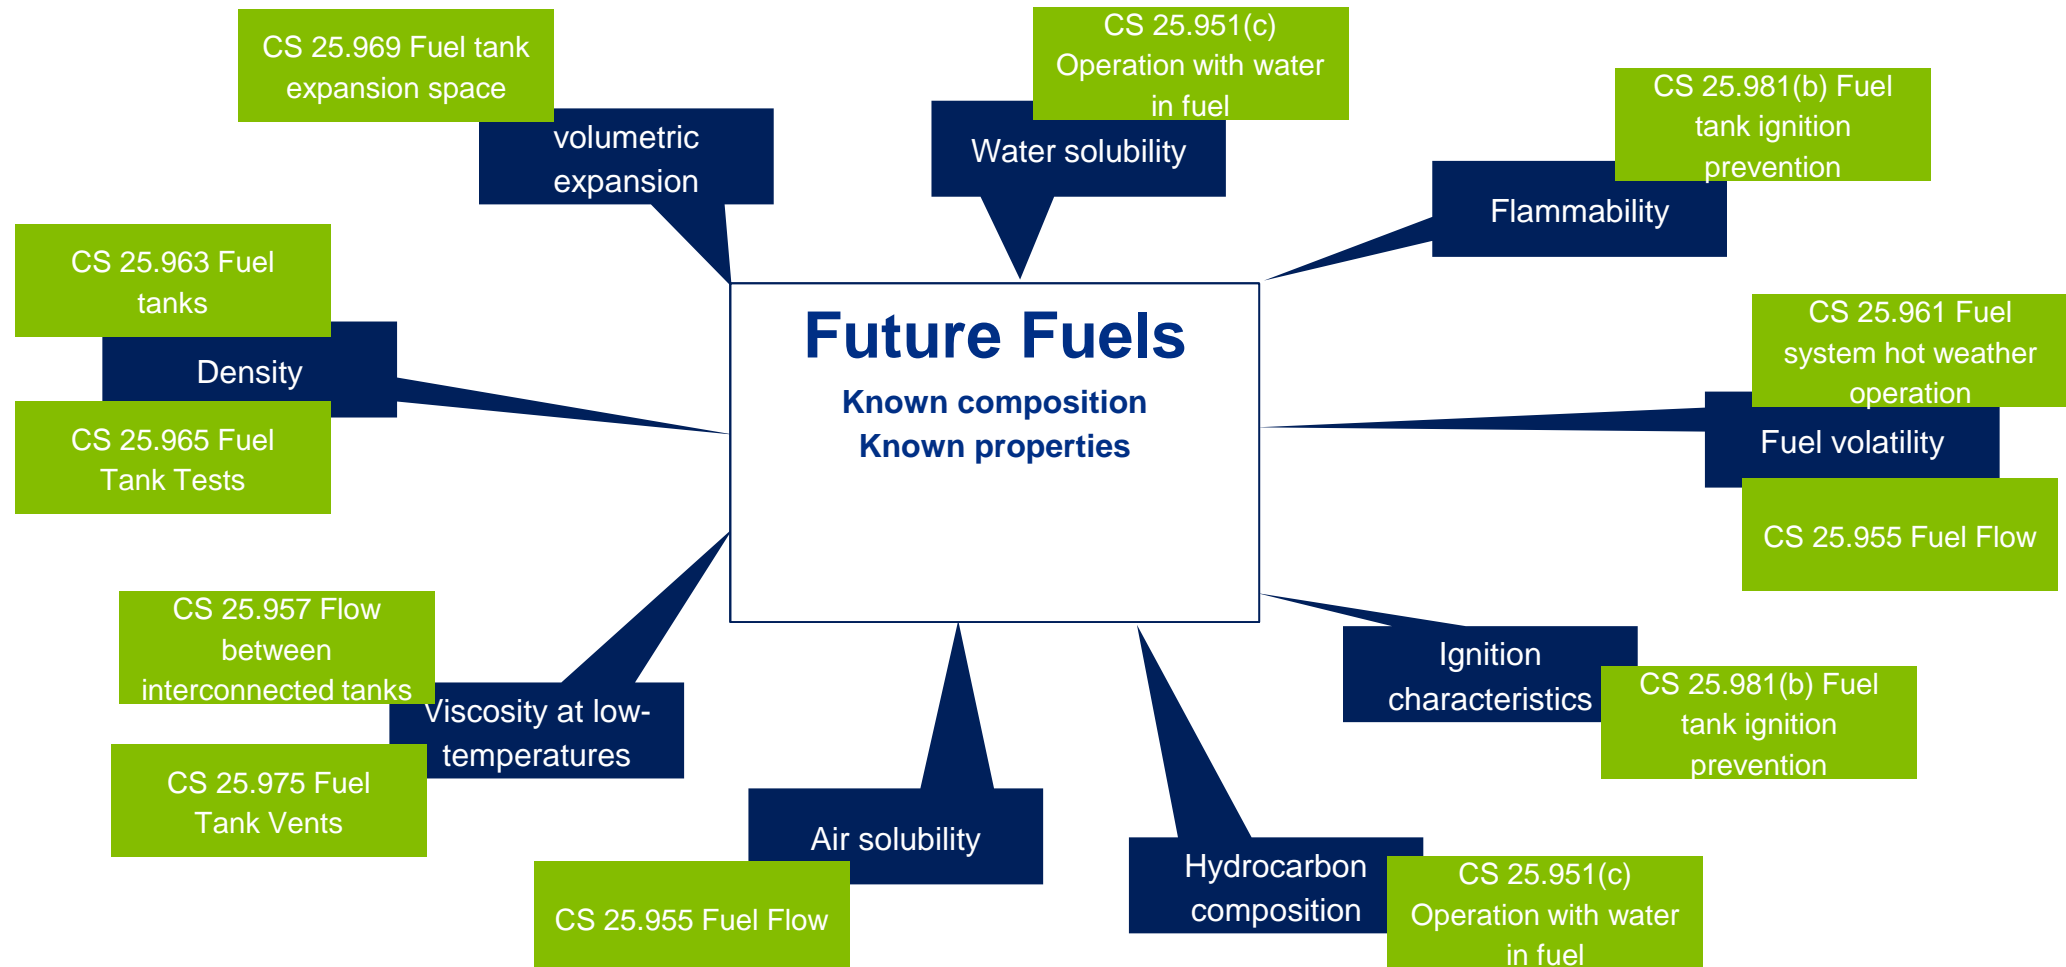 CS 25.969 Fuel tank
expansion space
volumetric
expansion
CS 25.951(c)
Operation with water
in fuel
Water solubility
CS 25.981(b) Fuel
tank ignition
prevention
Flammability
CS 25.963 Fuel
tanks
Density
CS 25.965 Fuel
Tank Tests
Future Fuels
Known composition
Known properties
CS 25.961 Fuel
system hot weather
operation
Fuel volatility
CS 25.955 Fuel Flow
CS 25.957 Flow
between
interconnected tanks
Viscosity at low-
temperatures
CS 25.975 Fuel
Tank Vents
Air solubility
CS 25.955 Fuel Flow
Hydrocarbon
composition
CS 25.951(c)
Operation with water
in fuel
Ignition
characteristics
CS 25.981(b) Fuel
tank ignition
prevention